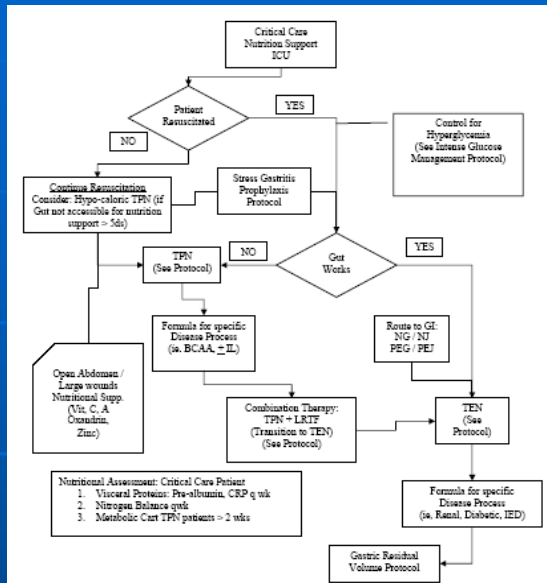 Critical Care
Nutrition Support
ICU
Patient
Resuscitated
YES
NO
Control for
Hyperglycemia
(See Intense Glucose
Management Protocol)
Continue Resuscitation
Consider: Hypo-caloric TPN (if
Gut not accessible for nutrition
support > 5ds)
Stress Gastritis
Prophylaxis
Protocol
NO
YES
TPN
(See Protocol)
Gut
Works
Formula for specific
Disease Process
(ie. BCAA, ± IL)
Route to GI:
NG / NJ
PEG / PEJ
Open Abdomen /
Large wounds
Nutritional Supp.
(Vit, C, A
Oxandrin,
Zinc)
Combination Therapy:
TPN + LRTF
(Transition to TEN)
(See Protocol)
TEN
(See
Protocol)
Nutritional Assessment: Critical Care Patient
1. Visceral Proteins: Pre-albumin, CRP q wk
2. Nitrogen Balance qwk
3. Metabolic Cart TPN patients > 2 wks
Formula for specific
Disease Process
(ie, Renal, Diabetic, IED)
Gastric Residual
Volume Protocol